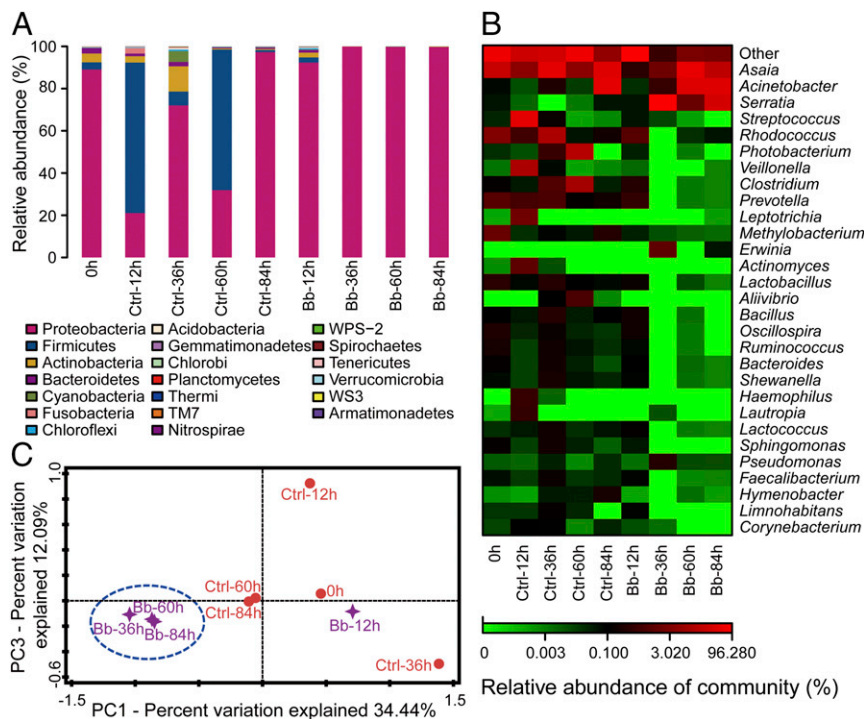 A
Relative abundance (%)
100
80
60
40
20
0
0h
Ctrl-12h
Ctrl-36h
Ctrl-60h
Ctrl-84h
Bb-12h
Bb-36h
Bb-60h
Bb-84h
Proteobacteria
Firmicutes
Actinobacteria
Bacteroidetes
Cyanobacteria
Fusobacteria
Chloroflexi
Acidobacteria
Gemmatimonadetes
Chlorobi
Planctomycetes
Thermi
TM7
Nitrospirae
WPS-2
Spirochaetes
Tenericutes
Verrucomicrobia
WS3
Armatimonadetes
B
Other
Asaia
Acinetobacter
Serratia
Streptococcus
Rhodococcus
Photobacterium
Veillonella
Clostridium
Prevotella
Leptotrichia
Methylobacterium
Erwinia
Actinomyces
Lactobacillus
Aliivibrio
Bacillus
Oscillospira
Ruminococcus
Bacteroides
Shewanella
Haemophilus
Lautropia
Lactococcus
Sphingomonas
Pseudomonas
Faecalibacterium
Hymenobacter
Limnohabitans
Corynebacterium
0h
Ctrl-12h
Ctrl-36h
Ctrl-60h
Ctrl-84h
Bb-12h
Bb-36h
Bb-60h
Bb-84h
0 0.003 0.100 3.020 96.280
Relative abundance of community (%)
C
PC3 - Percent variation
explained 12.09%
1.0
-0.6
Ctrl-12h
Ctrl-60h
0h
Ctrl-84h
Bb-60h
Bb-36h
Bb-84h
Bb-12h
Ctrl-36h
-1.5
1.5
PC1 - Percent variation explained 34.44%